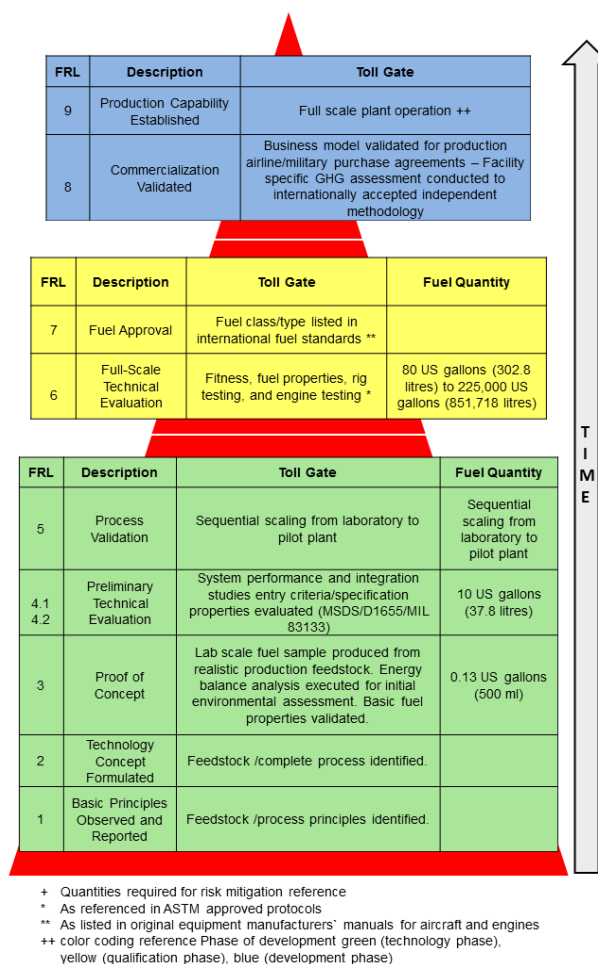 FRL Description Toll Gate
9 Production Capability Established Full scale plant operation ++
8 Commercialization Validated Business model validated for production airline/military purchase agreements – Facility specific GHG assessment conducted to internationally accepted independent methodology
FRL Description Toll Gate Fuel Quantity
7 Fuel Approval Fuel class/type listed in international fuel standards **
6 Full-Scale Technical Evaluation Fitness, fuel properties, rig testing, and engine testing * 80 US gallons (302.8 litres) to 225,000 US gallons (851,718 litres)
FRL Description Toll Gate Fuel Quantity
5 Process Validation Sequential scaling from laboratory to pilot plant Sequential scaling from laboratory to pilot plant
4.1 4.2 Preliminary Technical Evaluation System performance and integration studies entry criteria/specification properties evaluated (MSDS/D1655/MIL 83133) 10 US gallons (37.8 litres)
3 Proof of Concept Lab scale fuel sample produced from realistic production feedstock. Energy balance analysis executed for initial environmental assessment. Basic fuel properties validated. 0.13 US gallons (500 ml)
2 Technology Concept Formulated Feedstock /complete process identified.
1 Basic Principles Observed and Reported Feedstock /process principles identified.
TIME
+ Quantities required for risk mitigation reference
* As referenced in ASTM approved protocols
** As listed in original equipment manufacturers` manuals for aircraft and engines
++ color coding reference Phase of development green (technology phase),
yellow (qualification phase), blue (development phase)